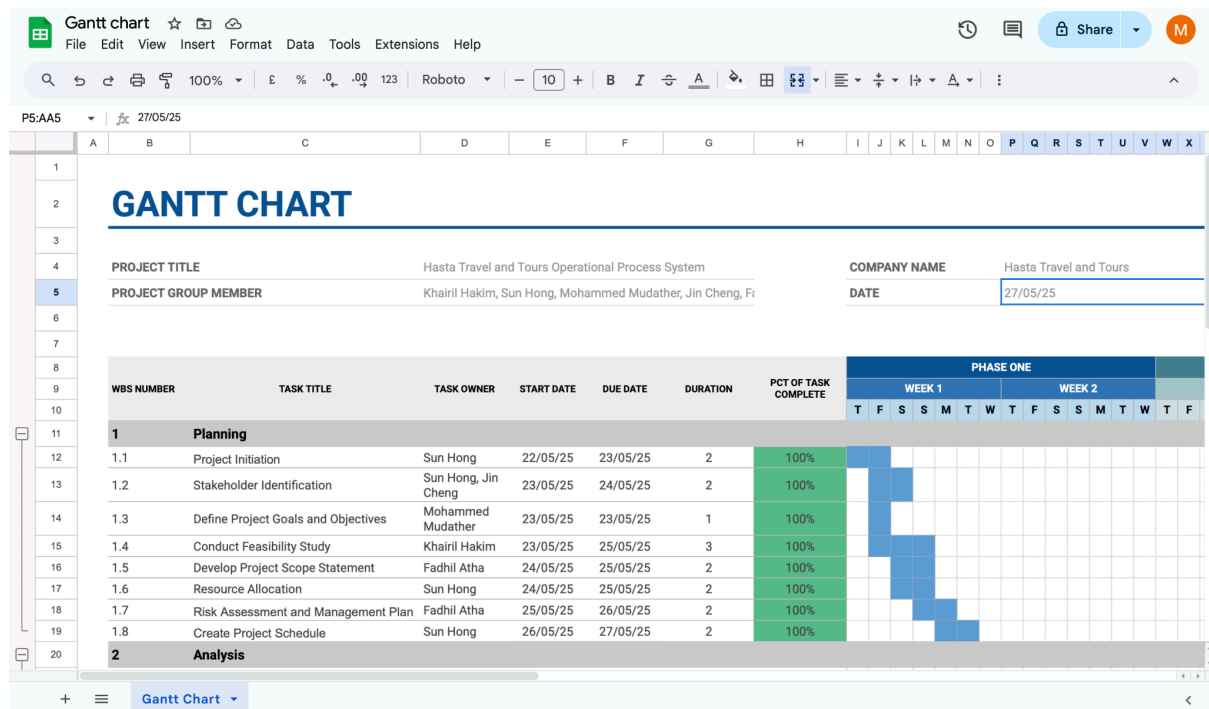 Gantt chart
File Edit View Insert Format Data Tools Extensions Help
Share
M
100% £ % .0 .00 123 Roboto 10 B I A A
P5:AA5 fx 27/05/25
A B C D E F G H I J K L M N O P Q R S T U V W X
1
2 GANTT CHART
3
4 PROJECT TITLE Hasta Travel and Tours Operational Process System COMPANY NAME Hasta Travel and Tours
5 PROJECT GROUP MEMBER Khairil Hakim, Sun Hong, Mohammed Mudather, Jin Cheng, DATE 27/05/25
6
7
8 PHASE ONE
9 WBS NUMBER TASK TITLE TASK OWNER START DATE DUE DATE DURATION PCT OF TASK COMPLETE WEEK 1 WEEK 2
10 T F S S M T W T F S S M T W T F
11 1 Planning
12 1.1 Project Initiation Sun Hong 22/05/25 23/05/25 2 100%
13 1.2 Stakeholder Identification Sun Hong, Jin Cheng 23/05/25 24/05/25 2 100%
14 1.3 Define Project Goals and Objectives Mohammed Mudather 23/05/25 23/05/25 1 100%
15 1.4 Conduct Feasibility Study Khairil Hakim 23/05/25 25/05/25 3 100%
16 1.5 Develop Project Scope Statement Fadhil Atha 24/05/25 25/05/25 2 100%
17 1.6 Resource Allocation Sun Hong 24/05/25 25/05/25 2 100%
18 1.7 Risk Assessment and Management Plan Fadhil Atha 25/05/25 26/05/25 2 100%
19 1.8 Create Project Schedule Sun Hong 26/05/25 27/05/25 2 100%
20 2 Analysis
Gantt Chart